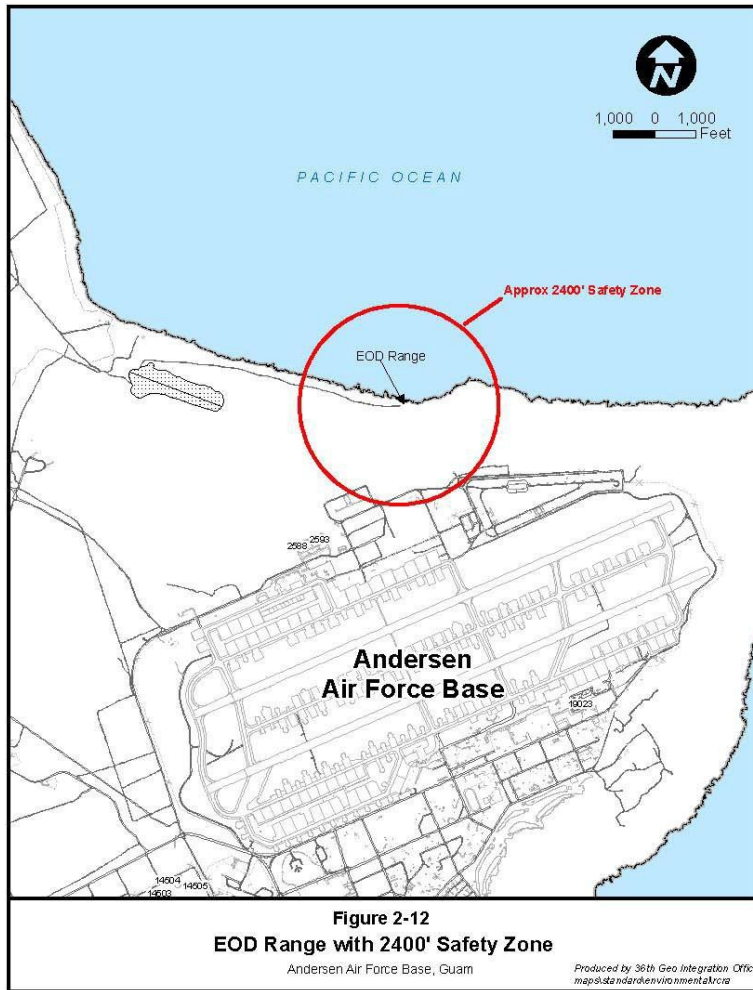 N
1,000 0 1,000
Feet
PACIFIC OCEAN
Approx 2400' Safety Zone
EOD Range
2593
2588
Andersen
Air Force Base
19023
14504
14505
14503
Figure 2-12
EOD Range with 2400' Safety Zone
Andersen Air Force Base, Guam
Produced by 36th Geo Integration Offic
maps\standard\environmental\rcra